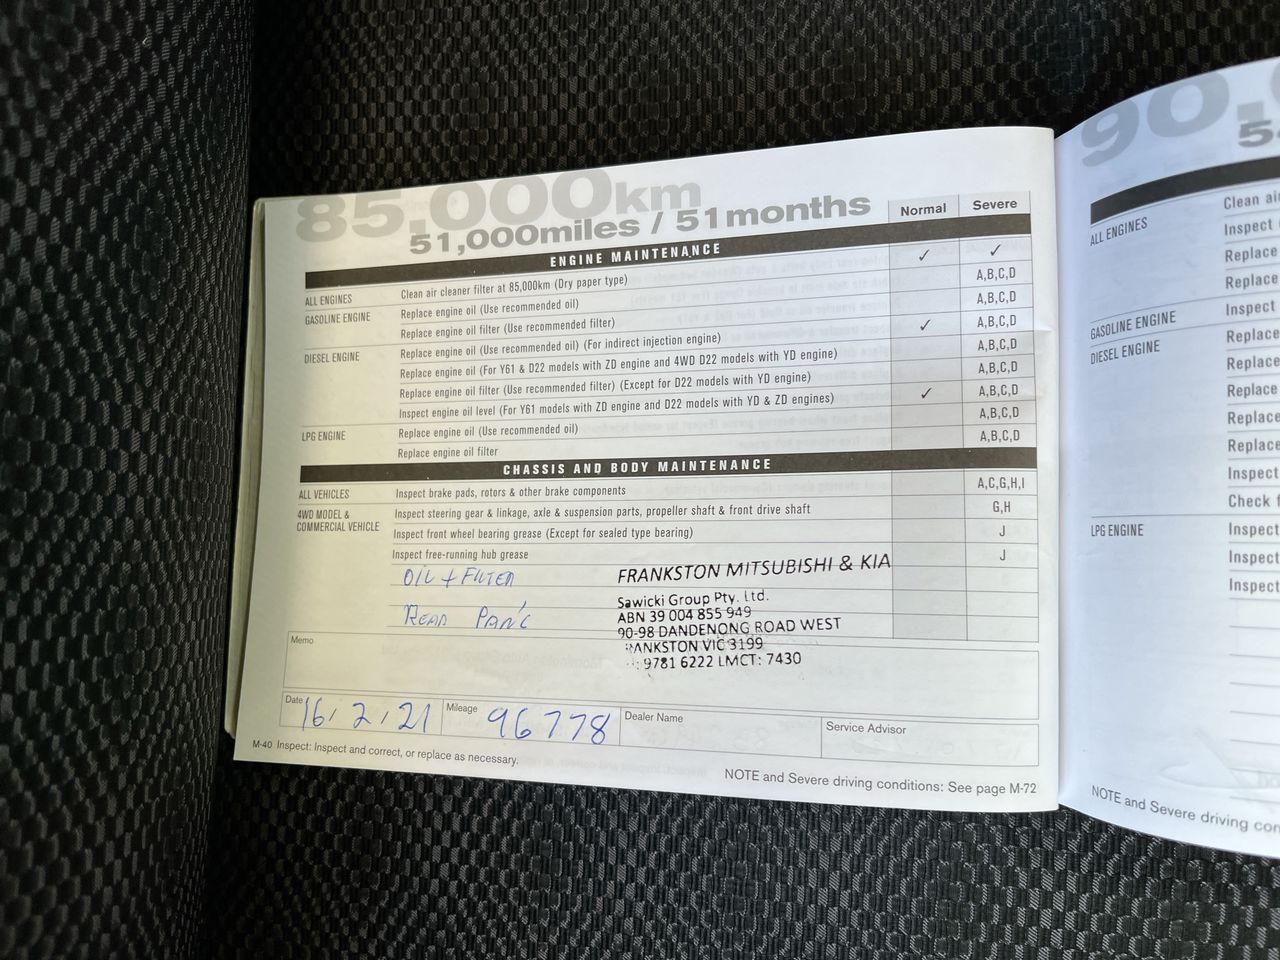 85,000km
51,000miles / 51months
Normal
Severe
ENGINE MAINTENANCE
✓ ✓
ALL ENGINES Clean air cleaner filter at 85,000km (Dry paper type) A,B,C,D
GASOLINE ENGINE Replace engine oil (Use recommended oil) A,B,C,D
Replace engine oil filter (Use recommended filter) ✓ A,B,C,D
DIESEL ENGINE Replace engine oil (Use recommended oil) (For indirect injection engine) A,B,C,D
Replace engine oil (For Y61 & D22 models with ZD engine and 4WD D22 models with YD engine) A,B,C,D
Replace engine oil filter (Use recommended filter) (Except for D22 models with YD engine) ✓ A,B,C,D
Inspect engine oil level (For Y61 models with ZD engine and D22 models with YD & ZD engines) A,B,C,D
LPG ENGINE Replace engine oil (Use recommended oil) A,B,C,D
Replace engine oil filter
CHASSIS AND BODY MAINTENANCE
ALL VEHICLES Inspect brake pads, rotors & other brake components A,C,G,H,I
4WD MODEL & COMMERCIAL VEHICLE Inspect steering gear & linkage, axle & suspension parts, propeller shaft & front drive shaft G,H
Inspect front wheel bearing grease (Except for sealed type bearing) J
Inspect free-running hub grease J
OIL + FILTER
FRANKSTON MITSUBISHI & KIA
Sawicki Group Pty. Ltd.
ABN 39 004 855 949
90-98 DANDENONG ROAD WEST
VIC 3199
9781 6222 LMCT: 7430
Memo
Date 16/2/21 Mileage 96778 Dealer Name Service Advisor
M-40 Inspect: Inspect and correct, or replace as necessary.
NOTE and Severe driving conditions: See page M-72
90,
ALL ENGINES Clean
Inspect
Replace
Replace
GASOLINE ENGINE Inspect
DIESEL ENGINE Replace
Replace
Replace
Replace
Replace
Inspect
Check
LPG ENGINE Inspect
Inspect
Inspect
NOTE and Severe driving